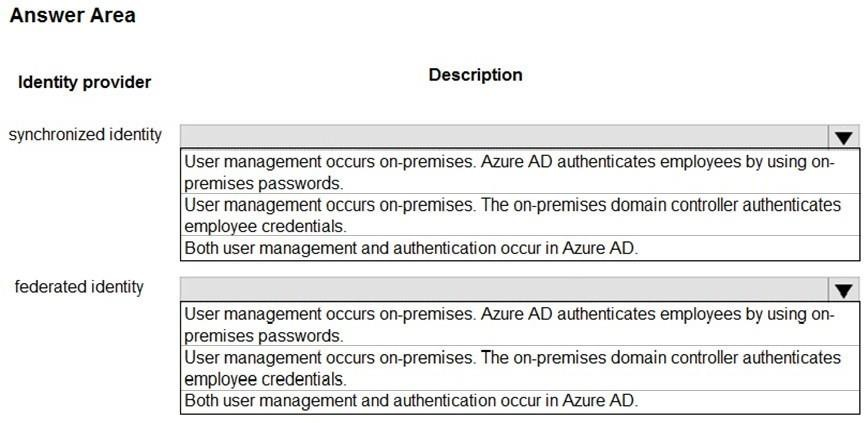 Answer Area
Identity provider
Description
synchronized identity
User management occurs on-premises. Azure AD authenticates employees by using on-
premises passwords.
User management occurs on-premises. The on-premises domain controller authenticates
employee credentials.
Both user management and authentication occur in Azure AD.
federated identity
User management occurs on-premises. Azure AD authenticates employees by using on-
premises passwords.
User management occurs on-premises. The on-premises domain controller authenticates
employee credentials.
Both user management and authentication occur in Azure AD.